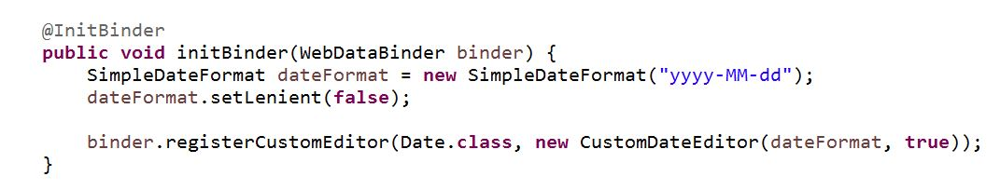 @InitBinder
public void initBinder(WebDataBinder binder) {
    SimpleDateFormat dateFormat = new SimpleDateFormat("yyyy-MM-dd");
    dateFormat.setLenient(false);

    binder.registerCustomEditor(Date.class, new CustomDateEditor(dateFormat, true));
}